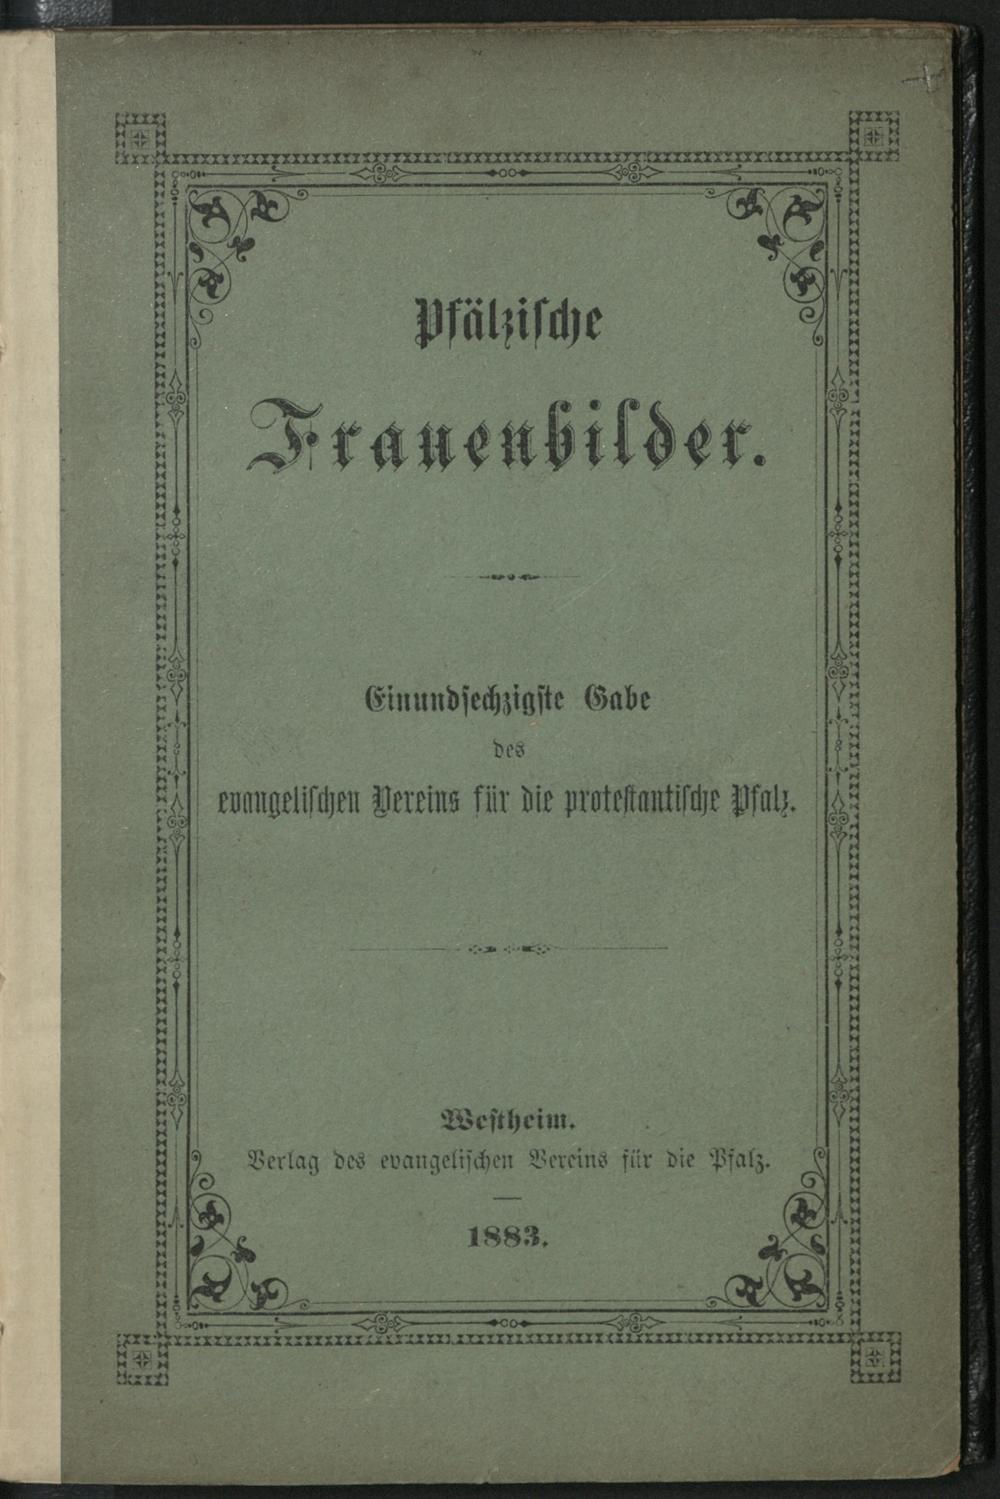 Pfälzische
Frauenbilder.
Einundsechzigste Gabe
des
evangelischen Vereins für die protestantische Pfalz.
Westheim.
Verlag des evangelischen Vereins für die Pfalz.
1883.